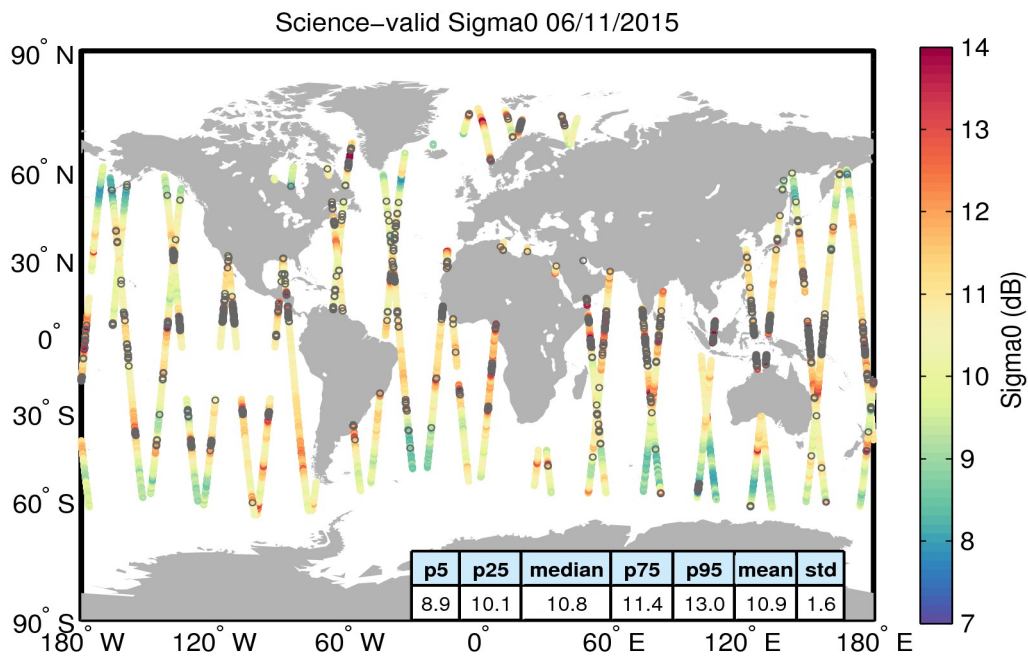 Science−valid Sigma0 06/11/2015
90° N
60° N
30° N
0°
30° S
60° S
90° S
180° W
120° W
60° W
0°
60° E
120° E
180° E
p5 p25 median p75 p95 mean std
8.9 10.1 10.8 11.4 13.0 10.9 1.6
14
13
12
11
10
9
8
7
Sigma0 (dB)